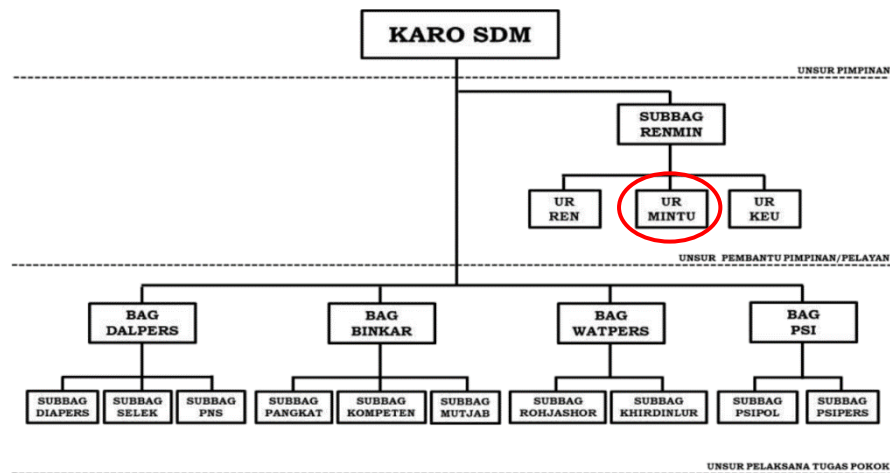 KARO SDM
UNSUR PIMPINAN
SUBBAG
RENMIN
UR
REN
UR
MINTU
UR
KEU
UNSUR PEMBANTU PIMPINAN/PELAYAN
BAG
DALPERS
BAG
BINKAR
BAG
WATPERS
BAG
PSI
SUBBAG
DIAPERS
SUBBAG
SELEK
SUBBAG
PNS
SUBBAG
PANGKAT
SUBBAG
KOMPETEN
SUBBAG
MUTJAB
SUBBAG
ROHJASHOR
SUBBAG
KHIRDINLUR
SUBBAG
PSIPOL
SUBBAG
PSIPERS
UNSUR PELAKSANA TUGAS POKOK